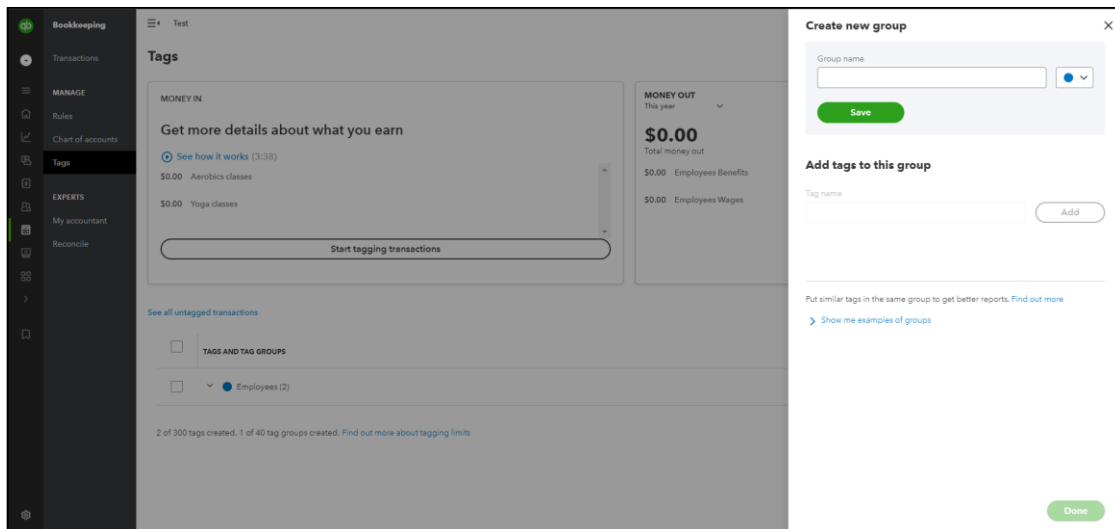 qb
Bookkeeping
Transactions
MANAGE
Rules
Chart of accounts
Tags
EXPERTS
My accountant
Reconcile
Test
Tags
MONEY IN
Get more details about what you earn
See how it works (3:38)
$0.00 Aerobics classes
$0.00 Yoga classes
Start tagging transactions
MONEY OUT
This year
$0.00
Total money out
$0.00 Employees Benefits
$0.00 Employees Wages
See all untagged transactions
TAGS AND TAG GROUPS
Employees (2)
2 of 300 tags created. 1 of 40 tag groups created. Find out more about tagging limits
Create new group
Group name
Save
Add tags to this group
Tag name
Add
Put similar tags in the same group to get better reports. Find out more
Show me examples of groups
Done